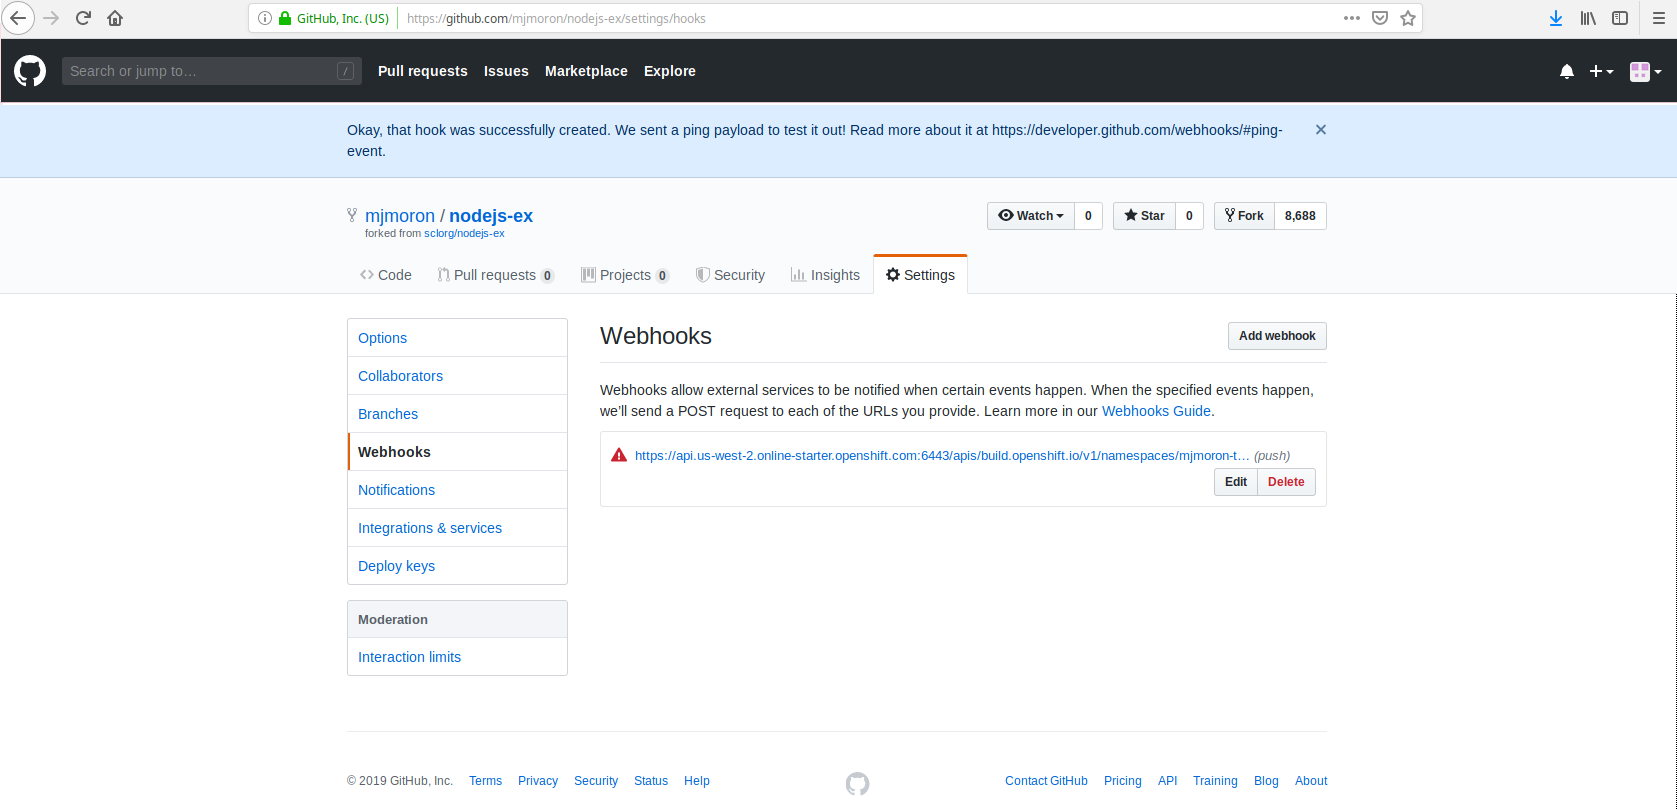 GitHub, Inc. (US) https://github.com/mjmoron/nodejs-ex/settings/hooks
Search or jump to… / Pull requests Issues Marketplace Explore
Okay, that hook was successfully created. We sent a ping payload to test it out! Read more about it at https://developer.github.com/webhooks/#ping-
event.
mjmoron / nodejs-ex
forked from sclorg/nodejs-ex
Watch 0 Star 0 Fork 8,688
Code Pull requests 0 Projects 0 Security Insights Settings
Options
Collaborators
Branches
Webhooks
Notifications
Integrations & services
Deploy keys
Moderation
Interaction limits
Webhooks
Add webhook
Webhooks allow external services to be notified when certain events happen. When the specified events happen,
we'll send a POST request to each of the URLs you provide. Learn more in our Webhooks Guide.
https://api.us-west-2.online-starter.openshift.com:6443/apis/build.openshift.io/v1/namespaces/mjmoron-t… (push)
Edit Delete
© 2019 GitHub, Inc. Terms Privacy Security Status Help Contact GitHub Pricing API Training Blog About